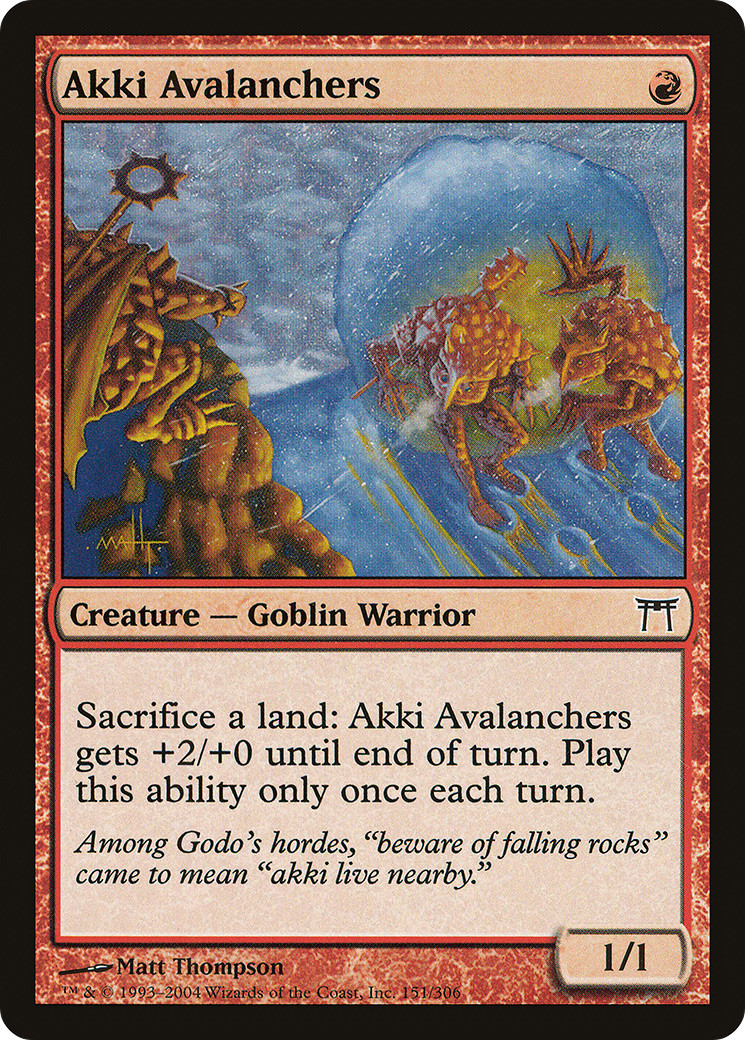 Akki Avalanchers
MATT
Creature — Goblin Warrior
Sacrifice a land: Akki Avalanchers
gets +2/+0 until end of turn. Play
this ability only once each turn.
Among Godo's hordes, “beware of falling rocks”
came to mean “akki live nearby.”
1/1
Matt Thompson
™ & © 1993–2004 Wizards of the Coast, Inc. 151/306